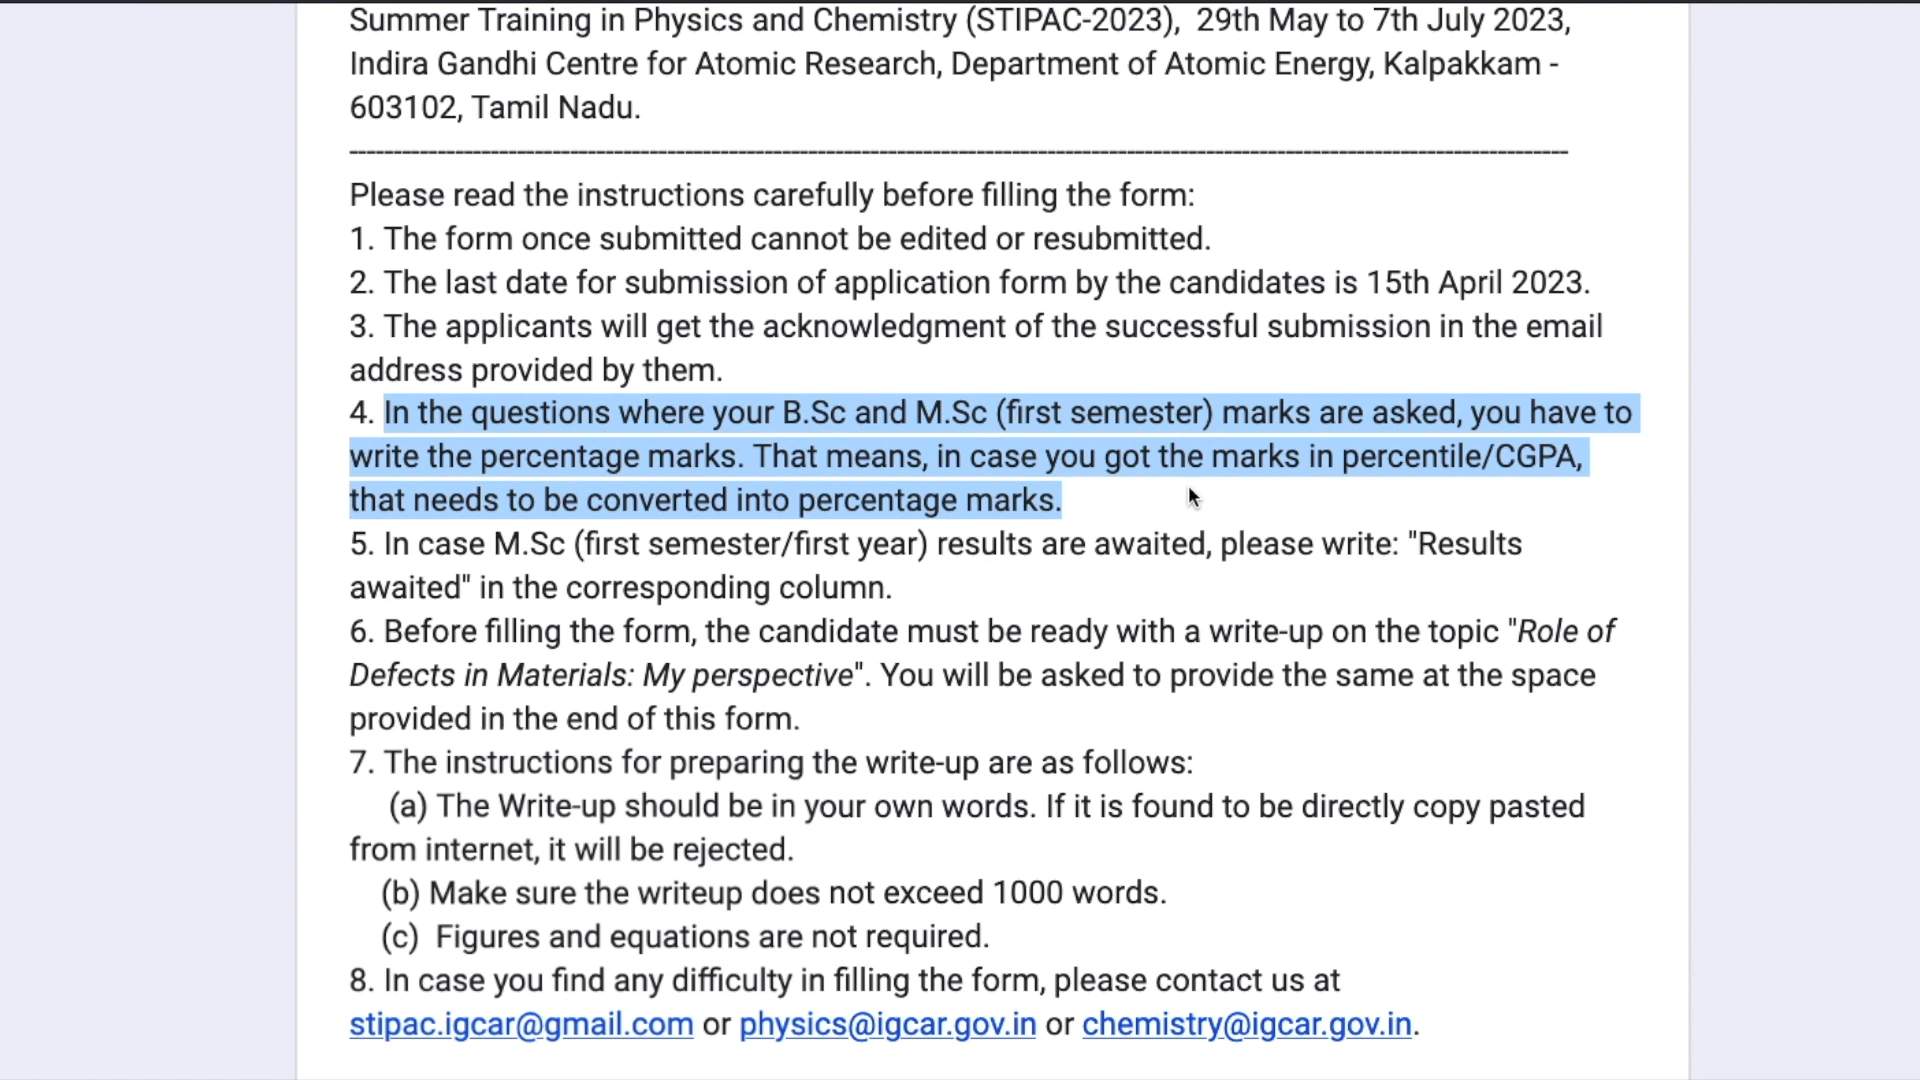 Summer Training in Physics and Chemistry (STIPAC-2023),  29th May to 7th July 2023,
Indira Gandhi Centre for Atomic Research, Department of Atomic Energy, Kalpakkam -
603102, Tamil Nadu.
Please read the instructions carefully before filling the form:
1. The form once submitted cannot be edited or resubmitted.
2. The last date for submission of application form by the candidates is 15th April 2023.
3. The applicants will get the acknowledgment of the successful submission in the email
address provided by them.
4. In the questions where your B.Sc and M.Sc (first semester) marks are asked, you have to
write the percentage marks. That means, in case you got the marks in percentile/CGPA,
that needs to be converted into percentage marks.
5. In case M.Sc (first semester/first year) results are awaited, please write: "Results
awaited" in the corresponding column.
6. Before filling the form, the candidate must be ready with a write-up on the topic "Role of
Defects in Materials: My perspective". You will be asked to provide the same at the space
provided in the end of this form.
7. The instructions for preparing the write-up are as follows:
(a) The Write-up should be in your own words. If it is found to be directly copy pasted
from internet, it will be rejected.
(b) Make sure the writeup does not exceed 1000 words.
(c)  Figures and equations are not required.
8. In case you find any difficulty in filling the form, please contact us at
stipac.igcar@gmail.com or physics@igcar.gov.in or chemistry@igcar.gov.in.